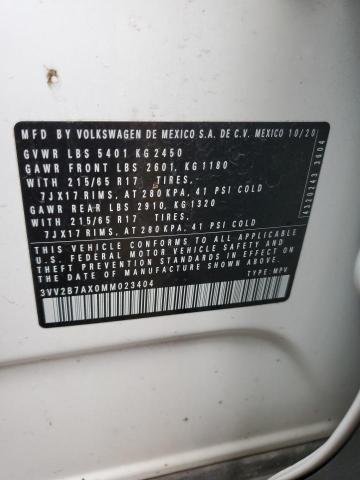 MFD BY VOLKSWAGEN DE MEXICO S.A. DE C.V. MEXICO 10/20
GVWR LBS 5401 KG 2450
GAWR FRONT LBS 2601, KG 1180
WITH 215/65 R17 TIRES,
7JX17 RIMS, AT 280 KPA, 41 PSI COLD
GAWR REAR LBS 2910, KG 1320
WITH 215/65 R17 TIRES,
7JX17 RIMS, AT 280 KPA, 41 PSI COLD
THIS VEHICLE CONFORMS TO ALL APPLICABLE
FEDERAL MOTOR VEHICLE SAFETY AND
THEFT PREVENTION STANDARDS IN EFFECT ON
THE DATE OF MANUFACTURE SHOWN ABOVE
3VV2B7AX0MM023404 TYPE: MPV
4320243 3604